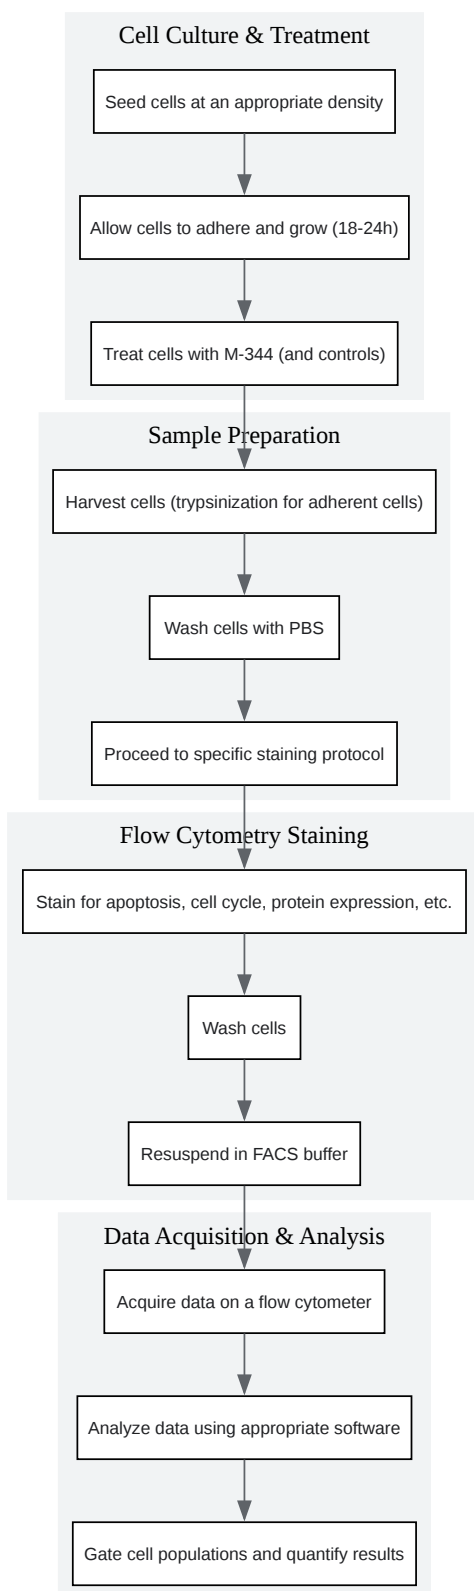 Cell Culture & Treatment
Seed cells at an appropriate density
Allow cells to adhere and grow (18-24h)
Treat cells with M-344 (and controls)
Sample Preparation
Harvest cells (trypsinization for adherent cells)
Wash cells with PBS
Proceed to specific staining protocol
Flow Cytometry Staining
Stain for apoptosis, cell cycle, protein expression, etc.
Wash cells
Resuspend in FACS buffer
Data Acquisition & Analysis
Acquire data on a flow cytometer
Analyze data using appropriate software
Gate cell populations and quantify results